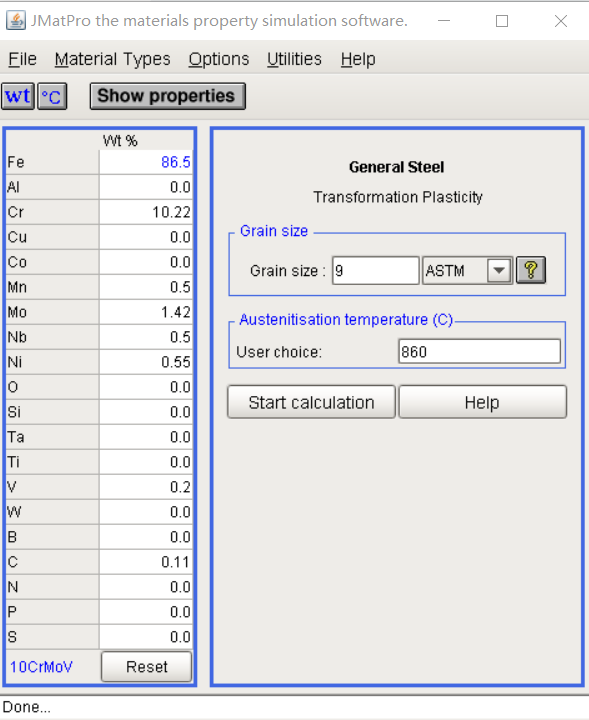 JMatPro the materials property simulation software.
File Material Types Options Utilities Help
wt °C Show properties
Wt %
Fe 86.5
Al 0.0
Cr 10.22
Cu 0.0
Co 0.0
Mn 0.5
Mo 1.42
Nb 0.5
Ni 0.55
O 0.0
Si 0.0
Ta 0.0
Ti 0.0
V 0.2
W 0.0
B 0.0
C 0.11
N 0.0
P 0.0
S 0.0
10CrMoV Reset
General Steel
Transformation Plasticity
Grain size
Grain size : 9 ASTM ?
Austenitisation temperature (C)
User choice: 860
Start calculation Help
Done...